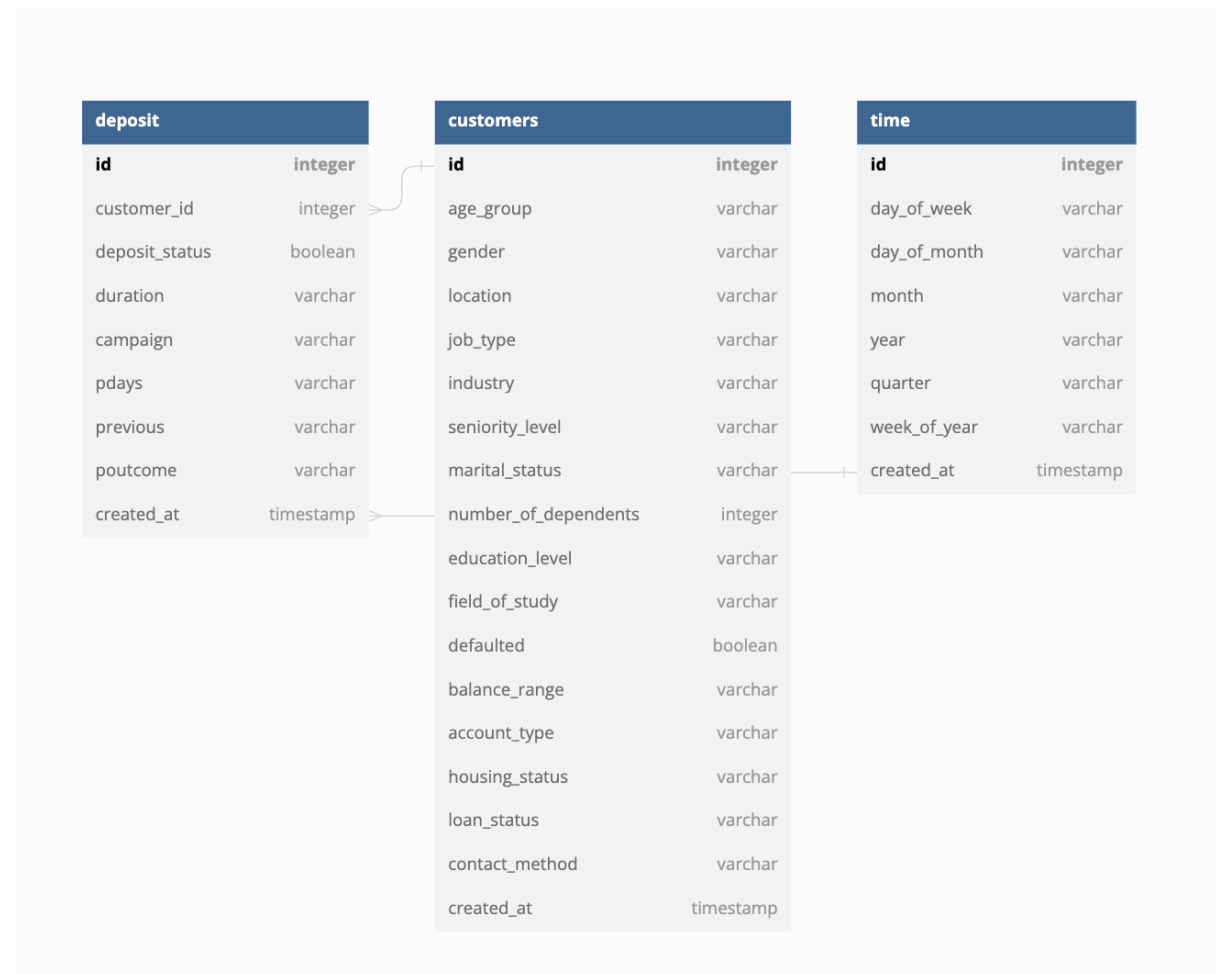 deposit
id integer
customer_id integer
deposit_status boolean
duration varchar
campaign varchar
pdays varchar
previous varchar
poutcome varchar
created_at timestamp
customers
id integer
age_group varchar
gender varchar
location varchar
job_type varchar
industry varchar
seniority_level varchar
marital_status varchar
number_of_dependents integer
education_level varchar
field_of_study varchar
defaulted boolean
balance_range varchar
account_type varchar
housing_status varchar
loan_status varchar
contact_method varchar
created_at timestamp
time
id integer
day_of_week varchar
day_of_month varchar
month varchar
year varchar
quarter varchar
week_of_year varchar
created_at timestamp